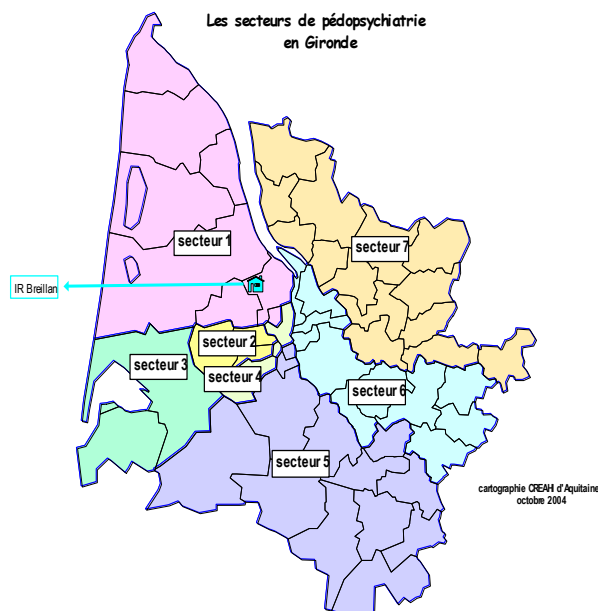 Les secteurs de pédopsychiatrie
en Gironde
secteur 1
secteur 7
IR Breillan
secteur 2
secteur 3
secteur 4
secteur 6
secteur 5
cartographie CREAHI d'Aquitaine
octobre 2004